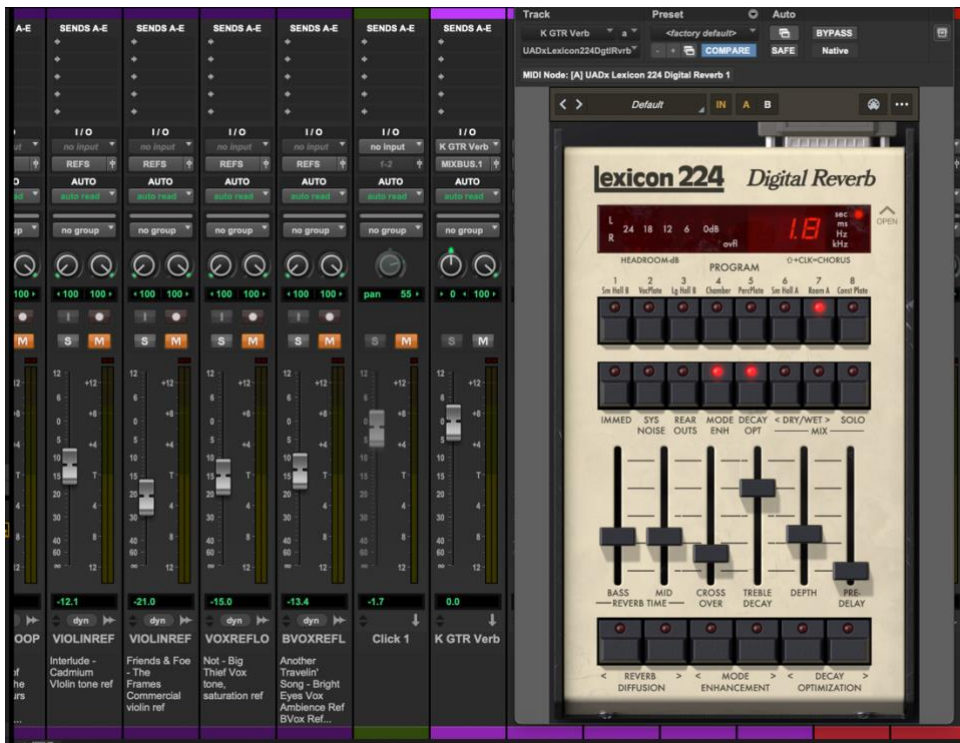 A-E SENDS A-E SENDS A-E SENDS A-E SENDS A-E SENDS A-E SENDS A-E
I/O I/O I/O I/O I/O I/O
no input no input no input no input no input K GTR Verb
REFS REFS REFS REFS f-2 MIXBUS.1
AUTO AUTO AUTO AUTO AUTO AUTO
auto read auto read auto read auto read auto read auto read
no group no group no group no group no group no group
100 100 100 100 100 100 100 100 100 pan 55 0 100
M S M S M S M S M S M S M
-12.1 -21.0 -15.0 -13.4 -1.7 0.0
dyn dyn dyn dyn
OOP VIOLINREF VIOLINREF VOXREFLO BVOXREFL Click 1 K GTR Verb
Interlude -
Cadmium
VIolin tone ref
Friends & Foe
- The
Frames
Commercial
violin ref
Not - Big
Thief Vox
tone,
saturation ref
Another
Travelin'
Song - Bright
Eyes Vox
Ambience Ref
BVox Ref...
Track Preset Auto
K GTR Verb a <factory default> BYPASS
UADxLexicon224DgtlRvrb - + COMPARE SAFE Native
MIDI Node: [A] UADx Lexicon 224 Digital Reverb 1
Default IN A B
lexicon 224 Digital Reverb
OPEN
L
R
24 18 12 6 0dB
ovfl
1.8
sec
ms
Hz
kHz
HEADROOM-dB
⇧+CLK=CHORUS
PROGRAM
2 3 4 5 6 7 8
Sm Hall B VocPlate Lg Hall B Chamber PercPlate Sm Hall A Room A Const Plate
IMMED SYS NOISE REAR OUTS MODE ENH DECAY OPT < DRY/WET > MIX SOLO
BASS MID CROSS OVER TREBLE DECAY DEPTH PRE-DELAY
REVERB TIME
< REVERB DIFFUSION > < MODE ENHANCEMENT > < DECAY OPTIMIZATION >